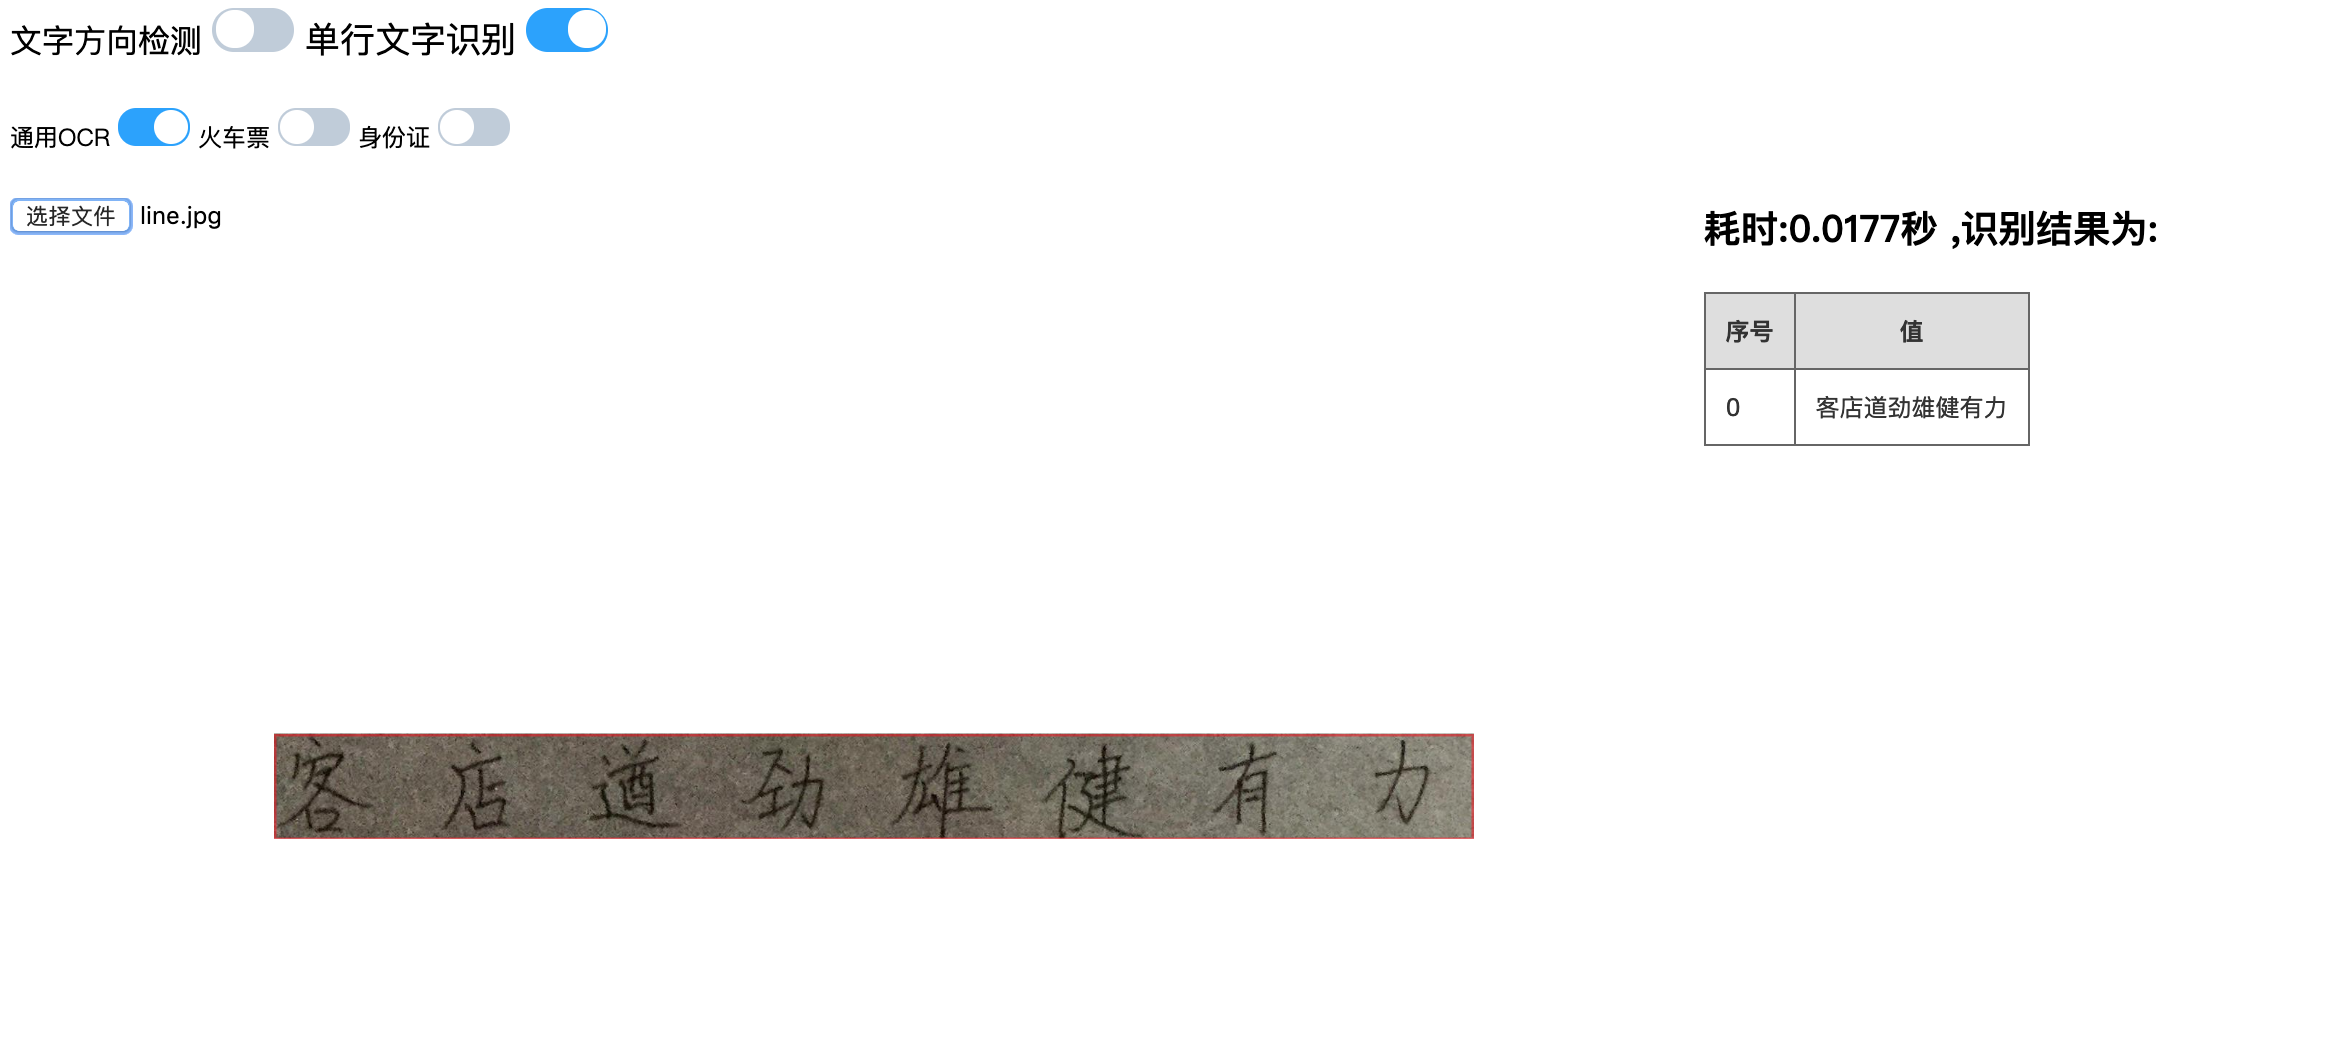 文字方向检测 单行文字识别
通用OCR 火车票 身份证
选择文件 line.jpg
耗时:0.0177秒 ,识别结果为:
序号 值
0 客店道劲雄健有力
客店遒劲雄健有力